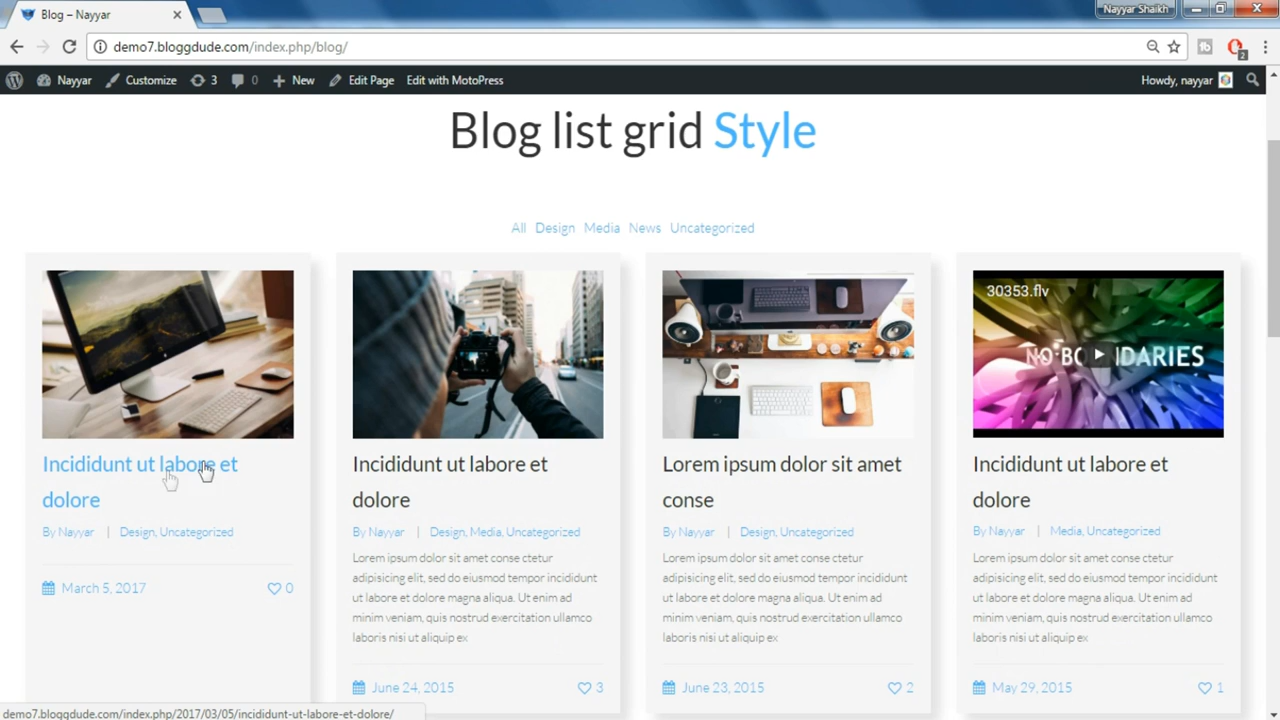 Blog – Nayyar
Nayyar Shaikh
demo7.bloggdude.com/index.php/blog/
2
Nayyar Customize 3 0 New Edit Page Edit with MotoPress Howdy, nayyar
Blog list grid Style
All Design Media News Uncategorized
30353.flv
NO BOUNDARIES
Incididunt ut labore et
dolore
By Nayyar | Design, Uncategorized
March 5, 2017 0
Incididunt ut labore et
dolore
By Nayyar | Design, Media, Uncategorized
Lorem ipsum dolor sit amet conse ctetur
adipisicing elit, sed do eiusmod tempor incididunt
ut labore et dolore magna aliqua. Ut enim ad
minim veniam, quis nostrud exercitation ullamco
laboris nisi ut aliquip ex
June 24, 2015 3
Lorem ipsum dolor sit amet
conse
By Nayyar | Design, Uncategorized
Lorem ipsum dolor sit amet conse ctetur
adipisicing elit, sed do eiusmod tempor incididunt
ut labore et dolore magna aliqua. Ut enim ad
minim veniam, quis nostrud exercitation ullamco
laboris nisi ut aliquip ex
June 23, 2015 2
Incididunt ut labore et
dolore
By Nayyar | Media, Uncategorized
Lorem ipsum dolor sit amet conse ctetur
adipisicing elit, sed do eiusmod tempor incididunt
ut labore et dolore magna aliqua. Ut enim ad
minim veniam, quis nostrud exercitation ullamco
laboris nisi ut aliquip ex
May 29, 2015 1
demo7.bloggdude.com/index.php/2017/03/05/incididunt-ut-labore-et-dolore/